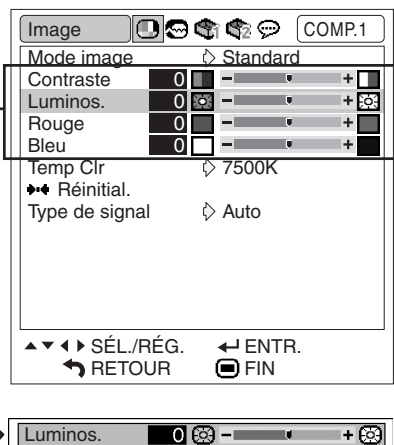 Image COMP.1
Mode image Standard
Contraste 0 - +
Luminos. 0 - +
Rouge 0 - +
Bleu 0 - +
Temp Clr 7500K
Réinitial.
Type de signal Auto
SÉL./RÉG. ENTR.
RETOUR FIN
Luminos. 0 - +